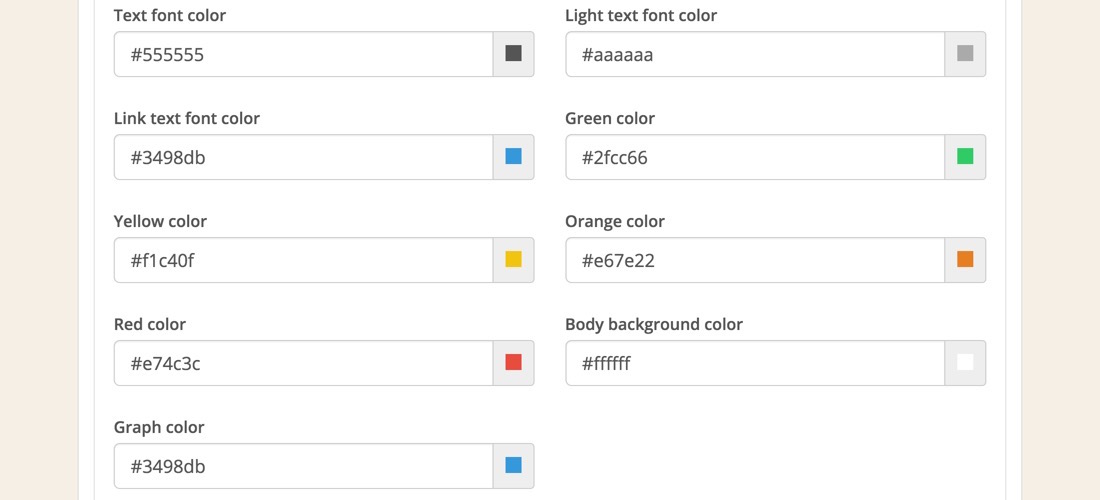 Text font color
Light text font color
#555555
#aaaaaa
Link text font color
Green color
#3498db
#2fcc66
Yellow color
Orange color
#f1c40f
#e67e22
Red color
Body background color
#e74c3c
#ffffff
Graph color
#3498db